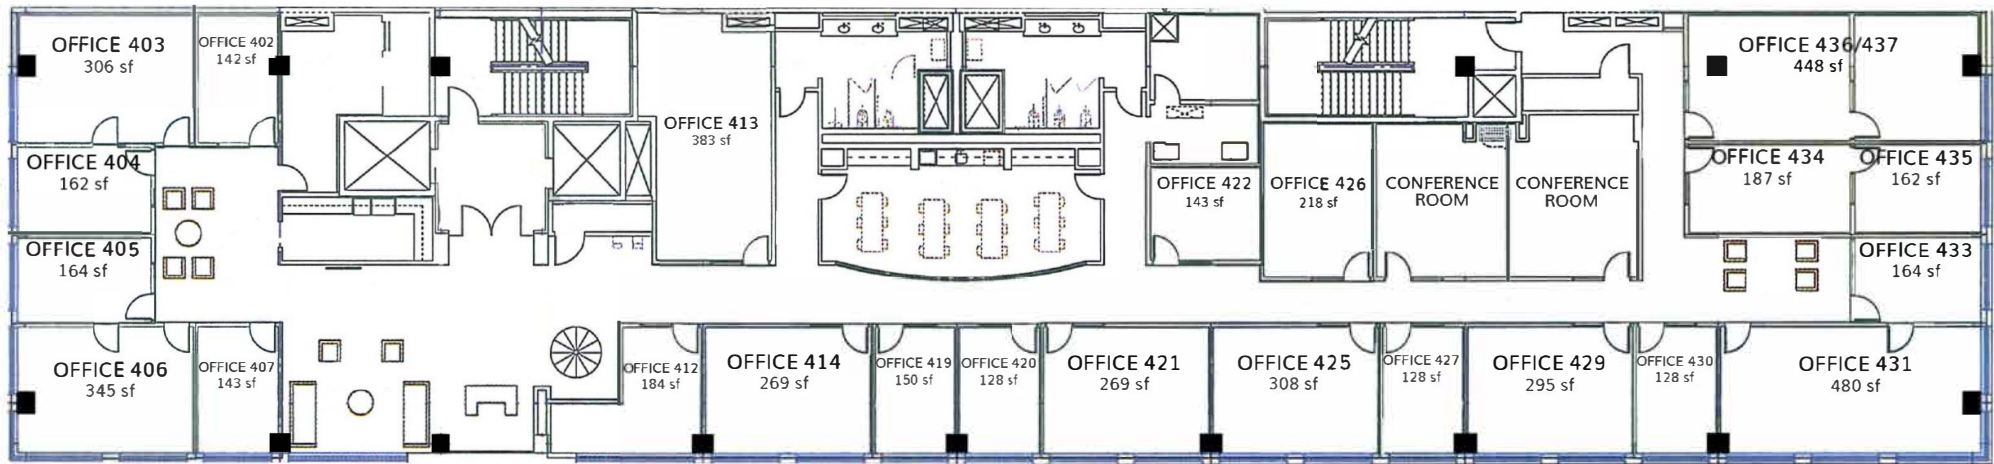 OFFICE 403
306 sf
OFFICE 402
142 sf
OFFICE 413
383 sf
OFFICE 436/437
448 sf
OFFICE 404
162 sf
OFFICE 422
143 sf
OFFICE 426
218 sf
CONFERENCE
ROOM
CONFERENCE
ROOM
OFFICE 434
187 sf
OFFICE 435
162 sf
OFFICE 405
164 sf
OFFICE 433
164 sf
OFFICE 406
345 sf
OFFICE 407
143 sf
OFFICE 412
184 sf
OFFICE 414
269 sf
OFFICE 419
150 sf
OFFICE 420
128 sf
OFFICE 421
269 sf
OFFICE 425
308 sf
OFFICE 427
128 sf
OFFICE 429
295 sf
OFFICE 430
128 sf
OFFICE 431
480 sf